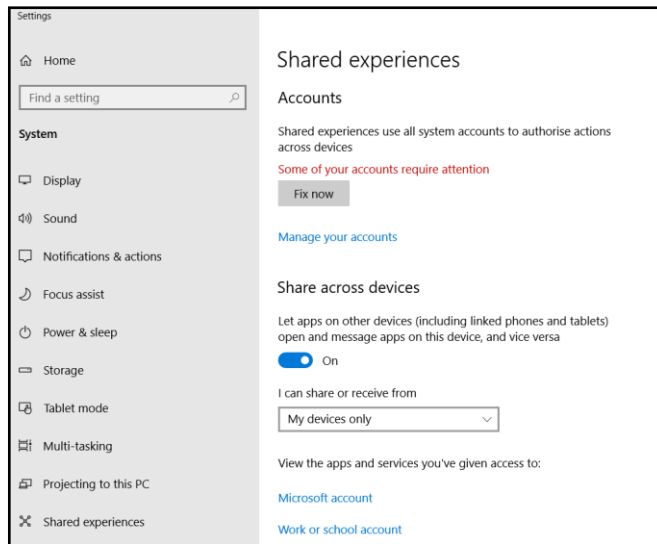 Settings
Home
Find a setting
System
Display
Sound
Notifications & actions
Focus assist
Power & sleep
Storage
Tablet mode
Multi-tasking
Projecting to this PC
Shared experiences
Shared experiences
Accounts
Shared experiences use all system accounts to authorise actions
across devices
Some of your accounts require attention
Fix now
Manage your accounts
Share across devices
Let apps on other devices (including linked phones and tablets)
open and message apps on this device, and vice versa
On
I can share or receive from
My devices only
View the apps and services you've given access to:
Microsoft account
Work or school account